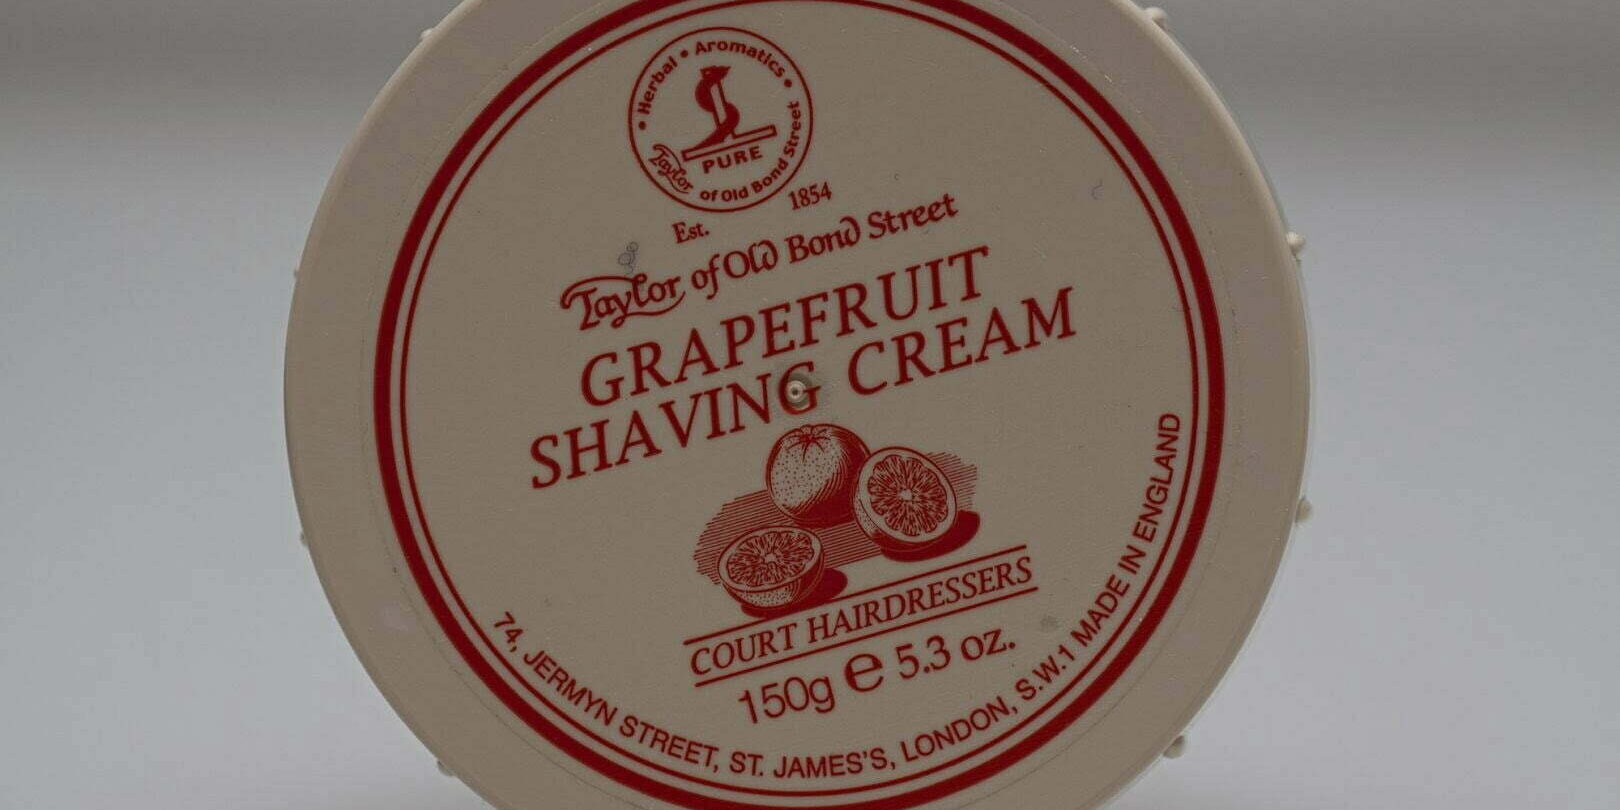 • Herbal • Aromatics •
PURE
Taylor of Old Bond Street
Est. 1854
Taylor of Old Bond Street
GRAPEFRUIT
SHAVING CREAM
COURT HAIRDRESSERS
150g e 5.3 oz.
74, JERMYN STREET, ST. JAMES'S, LONDON, S.W.1 MADE IN ENGLAND